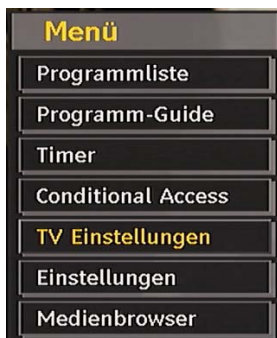 Menü
Programmliste
Programm-Guide
Timer
Conditional Access
TV Einstellungen
Einstellungen
Medienbrowser